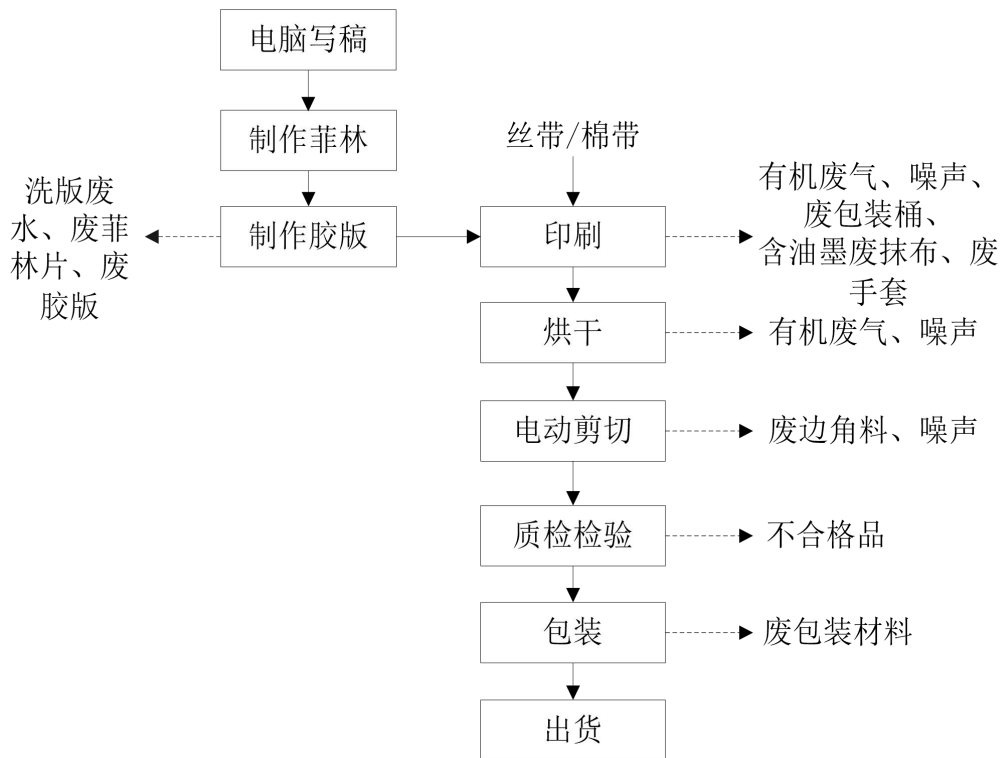 电脑写稿
制作菲林
丝带/棉带
洗版废
水、废菲
林片、废
胶版
制作胶版
印刷
有机废气、噪声、
废包装桶、
含油墨废抹布、废
手套
烘干
有机废气、噪声
电动剪切
废边角料、噪声
质检检验
不合格品
包装
废包装材料
出货